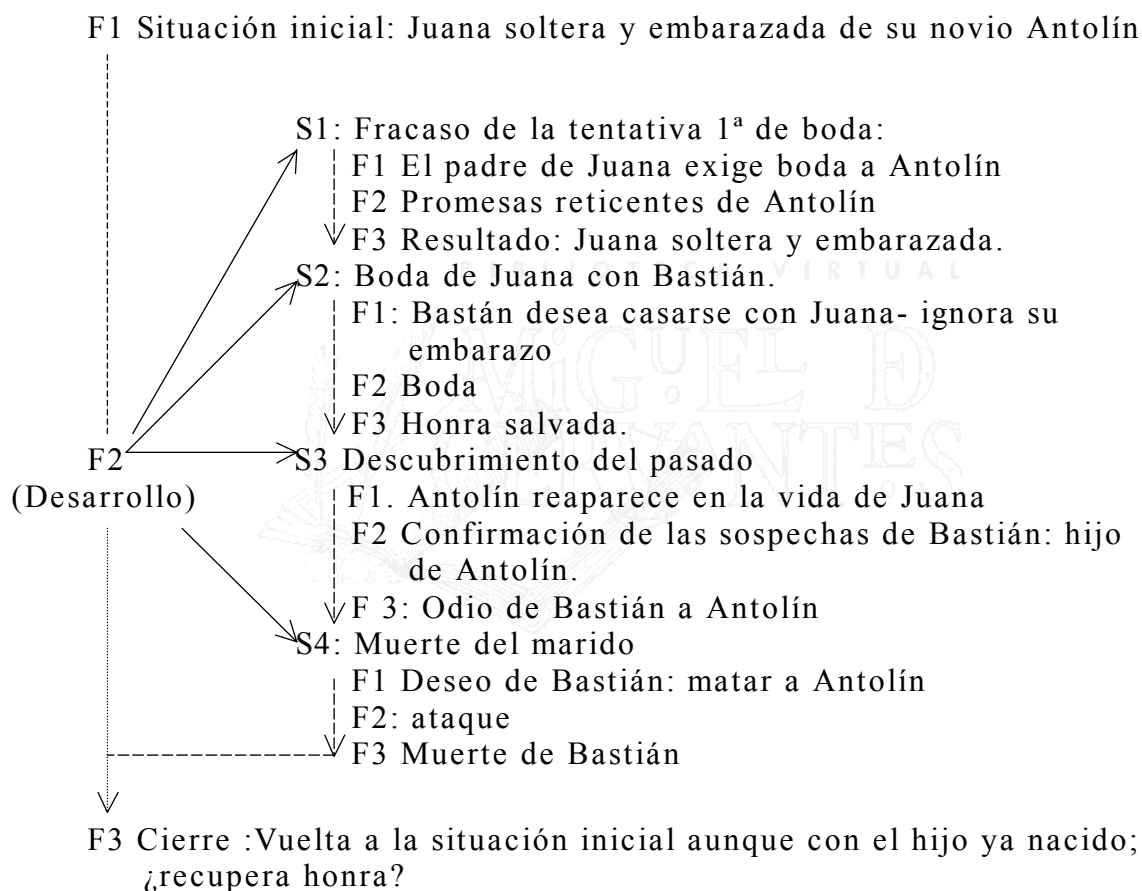 F1 Situación inicial: Juana soltera y embarazada de su novio Antolín
S1: Fracaso de la tentativa 1ª de boda:
F1 El padre de Juana exige boda a Antolín
F2 Promesas reticentes de Antolín
F3 Resultado: Juana soltera y embarazada.
BIBLIOTECA VIRTUAL
S2: Boda de Juana con Bastián.
F1: Bastán desea casarse con Juana- ignora su
embarazo
MIGUEL D
F2 Boda
F3 Honra salvada.
CERVANTES
F2
(Desarrollo)
S3 Descubrimiento del pasado
F1. Antolín reaparece en la vida de Juana
F2 Confirmación de las sospechas de Bastián: hijo
de Antolín.
F 3: Odio de Bastián a Antolín
S4: Muerte del marido
F1 Deseo de Bastián: matar a Antolín
F2: ataque
F3 Muerte de Bastián
F3 Cierre :Vuelta a la situación inicial aunque con el hijo ya nacido;
¿recupera honra?